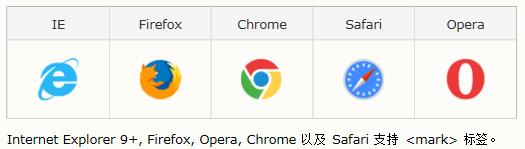 IE Firefox Chrome Safari Opera
Internet Explorer 9+, Firefox, Opera, Chrome 以及 Safari 支持 <mark> 标签。